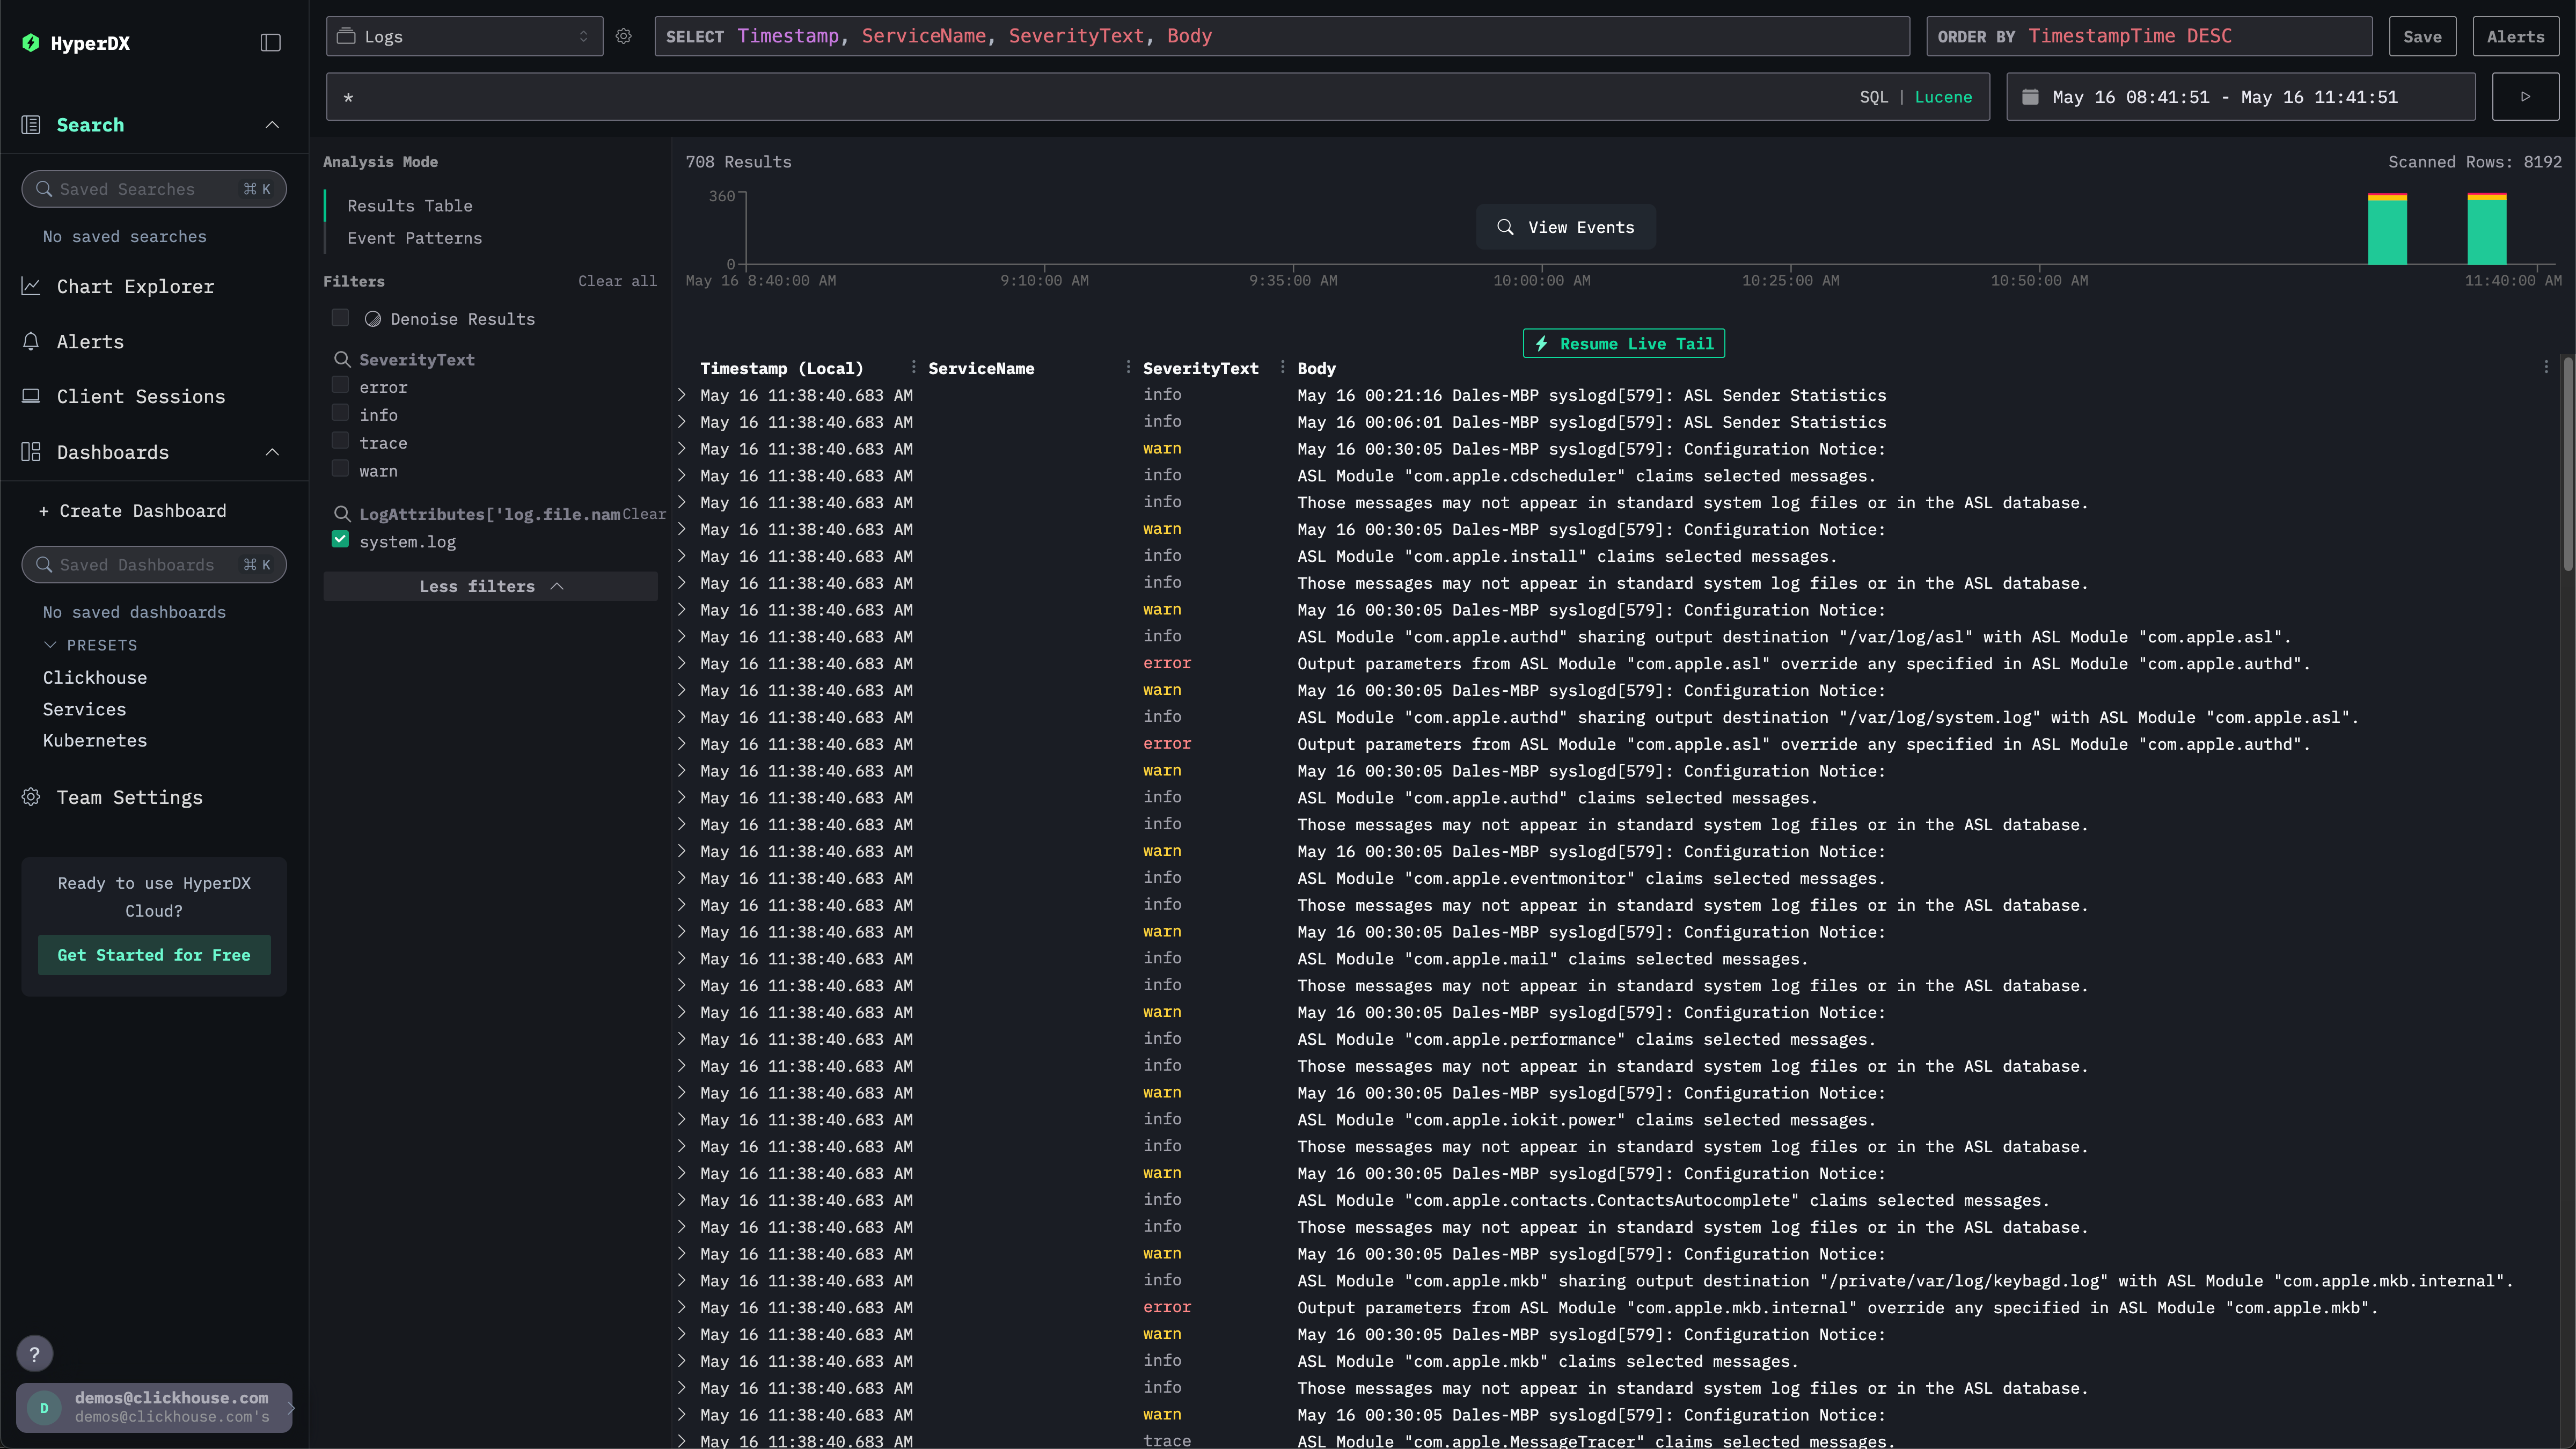 HyperDX
Search
Saved Searches ⌘ K
No saved searches
Chart Explorer
Alerts
Client Sessions
Dashboards
+ Create Dashboard
Saved Dashboards ⌘ K
No saved dashboards
PRESETS
Clickhouse
Services
Kubernetes
Team Settings
Ready to use HyperDX
Cloud?
Get Started for Free
?
D
demos@clickhouse.com
demos@clickhouse.com's
Logs
SELECT Timestamp, ServiceName, SeverityText, Body
ORDER BY TimestampTime DESC
Save
Alerts
*
SQL | Lucene
May 16 08:41:51 - May 16 11:41:51
Analysis Mode
Results Table
Event Patterns
Filters Clear all
Denoise Results
SeverityText
error
info
trace
warn
LogAttributes['log.file.nam Clear
system.log
Less filters
708 Results
Scanned Rows: 8192
360
0
View Events
May 16 8:40:00 AM 9:10:00 AM 9:35:00 AM 10:00:00 AM 10:25:00 AM 10:50:00 AM 11:40:00 AM
Resume Live Tail
Timestamp (Local) ServiceName SeverityText Body
May 16 11:38:40.683 AM info May 16 00:21:16 Dales-MBP syslogd[579]: ASL Sender Statistics
May 16 11:38:40.683 AM info May 16 00:06:01 Dales-MBP syslogd[579]: ASL Sender Statistics
May 16 11:38:40.683 AM warn May 16 00:30:05 Dales-MBP syslogd[579]: Configuration Notice:
May 16 11:38:40.683 AM info ASL Module "com.apple.cdscheduler" claims selected messages.
May 16 11:38:40.683 AM info Those messages may not appear in standard system log files or in the ASL database.
May 16 11:38:40.683 AM warn May 16 00:30:05 Dales-MBP syslogd[579]: Configuration Notice:
May 16 11:38:40.683 AM info ASL Module "com.apple.install" claims selected messages.
May 16 11:38:40.683 AM info Those messages may not appear in standard system log files or in the ASL database.
May 16 11:38:40.683 AM warn May 16 00:30:05 Dales-MBP syslogd[579]: Configuration Notice:
May 16 11:38:40.683 AM info ASL Module "com.apple.authd" sharing output destination "/var/log/asl" with ASL Module "com.apple.asl".
May 16 11:38:40.683 AM error Output parameters from ASL Module "com.apple.asl" override any specified in ASL Module "com.apple.authd".
May 16 11:38:40.683 AM warn May 16 00:30:05 Dales-MBP syslogd[579]: Configuration Notice:
May 16 11:38:40.683 AM info ASL Module "com.apple.authd" sharing output destination "/var/log/system.log" with ASL Module "com.apple.asl".
May 16 11:38:40.683 AM error Output parameters from ASL Module "com.apple.asl" override any specified in ASL Module "com.apple.authd".
May 16 11:38:40.683 AM warn May 16 00:30:05 Dales-MBP syslogd[579]: Configuration Notice:
May 16 11:38:40.683 AM info ASL Module "com.apple.authd" claims selected messages.
May 16 11:38:40.683 AM info Those messages may not appear in standard system log files or in the ASL database.
May 16 11:38:40.683 AM warn May 16 00:30:05 Dales-MBP syslogd[579]: Configuration Notice:
May 16 11:38:40.683 AM info ASL Module "com.apple.eventmonitor" claims selected messages.
May 16 11:38:40.683 AM info Those messages may not appear in standard system log files or in the ASL database.
May 16 11:38:40.683 AM warn May 16 00:30:05 Dales-MBP syslogd[579]: Configuration Notice:
May 16 11:38:40.683 AM info ASL Module "com.apple.mail" claims selected messages.
May 16 11:38:40.683 AM info Those messages may not appear in standard system log files or in the ASL database.
May 16 11:38:40.683 AM warn May 16 00:30:05 Dales-MBP syslogd[579]: Configuration Notice:
May 16 11:38:40.683 AM info ASL Module "com.apple.performance" claims selected messages.
May 16 11:38:40.683 AM info Those messages may not appear in standard system log files or in the ASL database.
May 16 11:38:40.683 AM warn May 16 00:30:05 Dales-MBP syslogd[579]: Configuration Notice:
May 16 11:38:40.683 AM info ASL Module "com.apple.iokit.power" claims selected messages.
May 16 11:38:40.683 AM info Those messages may not appear in standard system log files or in the ASL database.
May 16 11:38:40.683 AM warn May 16 00:30:05 Dales-MBP syslogd[579]: Configuration Notice:
May 16 11:38:40.683 AM info ASL Module "com.apple.contacts.ContactsAutocomplete" claims selected messages.
May 16 11:38:40.683 AM info Those messages may not appear in standard system log files or in the ASL database.
May 16 11:38:40.683 AM warn May 16 00:30:05 Dales-MBP syslogd[579]: Configuration Notice:
May 16 11:38:40.683 AM info ASL Module "com.apple.mkb" sharing output destination "/private/var/log/keybagd.log" with ASL Module "com.apple.mkb.internal".
May 16 11:38:40.683 AM error Output parameters from ASL Module "com.apple.mkb.internal" override any specified in ASL Module "com.apple.mkb".
May 16 11:38:40.683 AM warn May 16 00:30:05 Dales-MBP syslogd[579]: Configuration Notice:
May 16 11:38:40.683 AM info ASL Module "com.apple.mkb" claims selected messages.
May 16 11:38:40.683 AM info Those messages may not appear in standard system log files or in the ASL database.
May 16 11:38:40.683 AM warn May 16 00:30:05 Dales-MBP syslogd[579]: Configuration Notice:
May 16 11:38:40.683 AM trace ASL Module "com.apple.MessageTracer" claims selected messages.